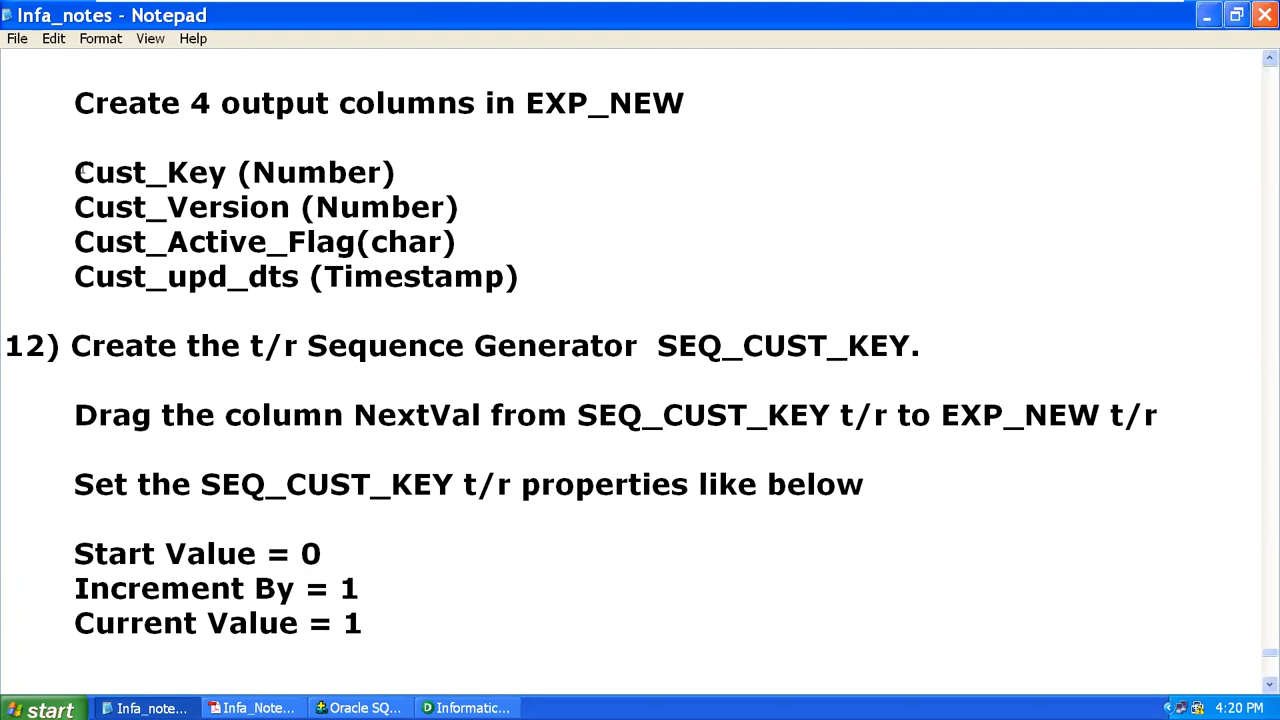 Infa_notes - Notepad
File Edit Format View Help
Create 4 output columns in EXP_NEW
Cust_Key (Number)
Cust_Version (Number)
Cust_Active_Flag(char)
Cust_upd_dts (Timestamp)
12) Create the t/r Sequence Generator  SEQ_CUST_KEY.
Drag the column NextVal from SEQ_CUST_KEY t/r to EXP_NEW t/r
Set the SEQ_CUST_KEY t/r properties like below
Start Value = 0
Increment By = 1
Current Value = 1
start Infa_note... Infa_Note... Oracle SQ... Informatic... 4:20 PM